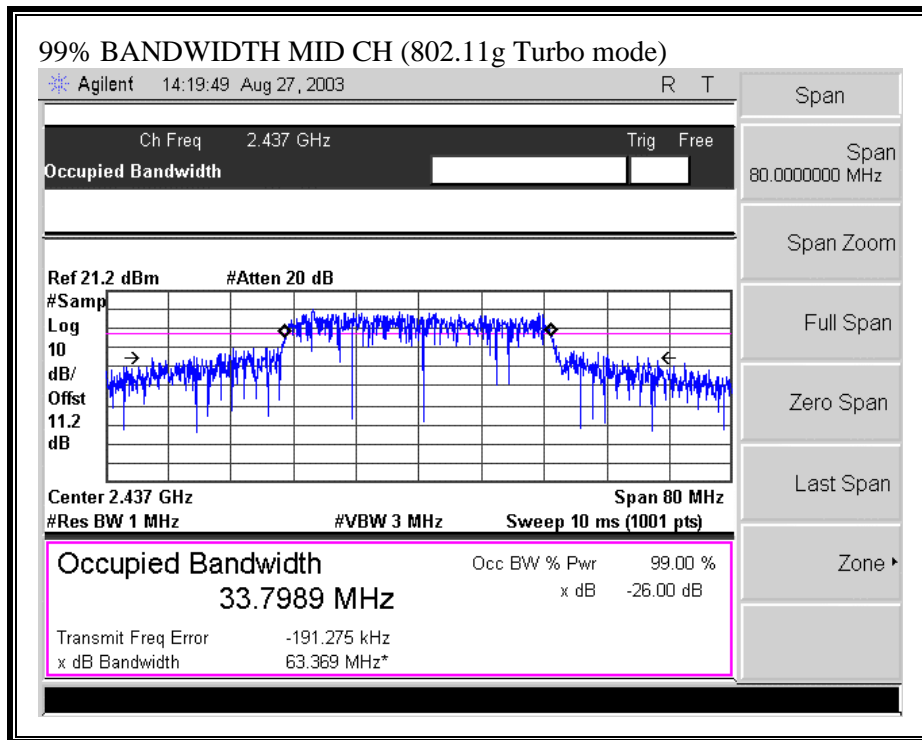 99% BANDWIDTH MID CH (802.11g Turbo mode)
Agilent 14:19:49 Aug 27, 2003 R T
Ch Freq 2.437 GHz Trig Free
Occupied Bandwidth
Ref 21.2 dBm #Atten 20 dB
#Samp
Log
10
dB/
Offst
11.2
dB
Center 2.437 GHz Span 80 MHz
#Res BW 1 MHz #VBW 3 MHz Sweep 10 ms (1001 pts)
Occupied Bandwidth Occ BW % Pwr 99.00 %
33.7989 MHz x dB -26.00 dB
Transmit Freq Error -191.275 kHz
x dB Bandwidth 63.369 MHz*
Span
Span
80.0000000 MHz
Span Zoom
Full Span
Zero Span
Last Span
Zone